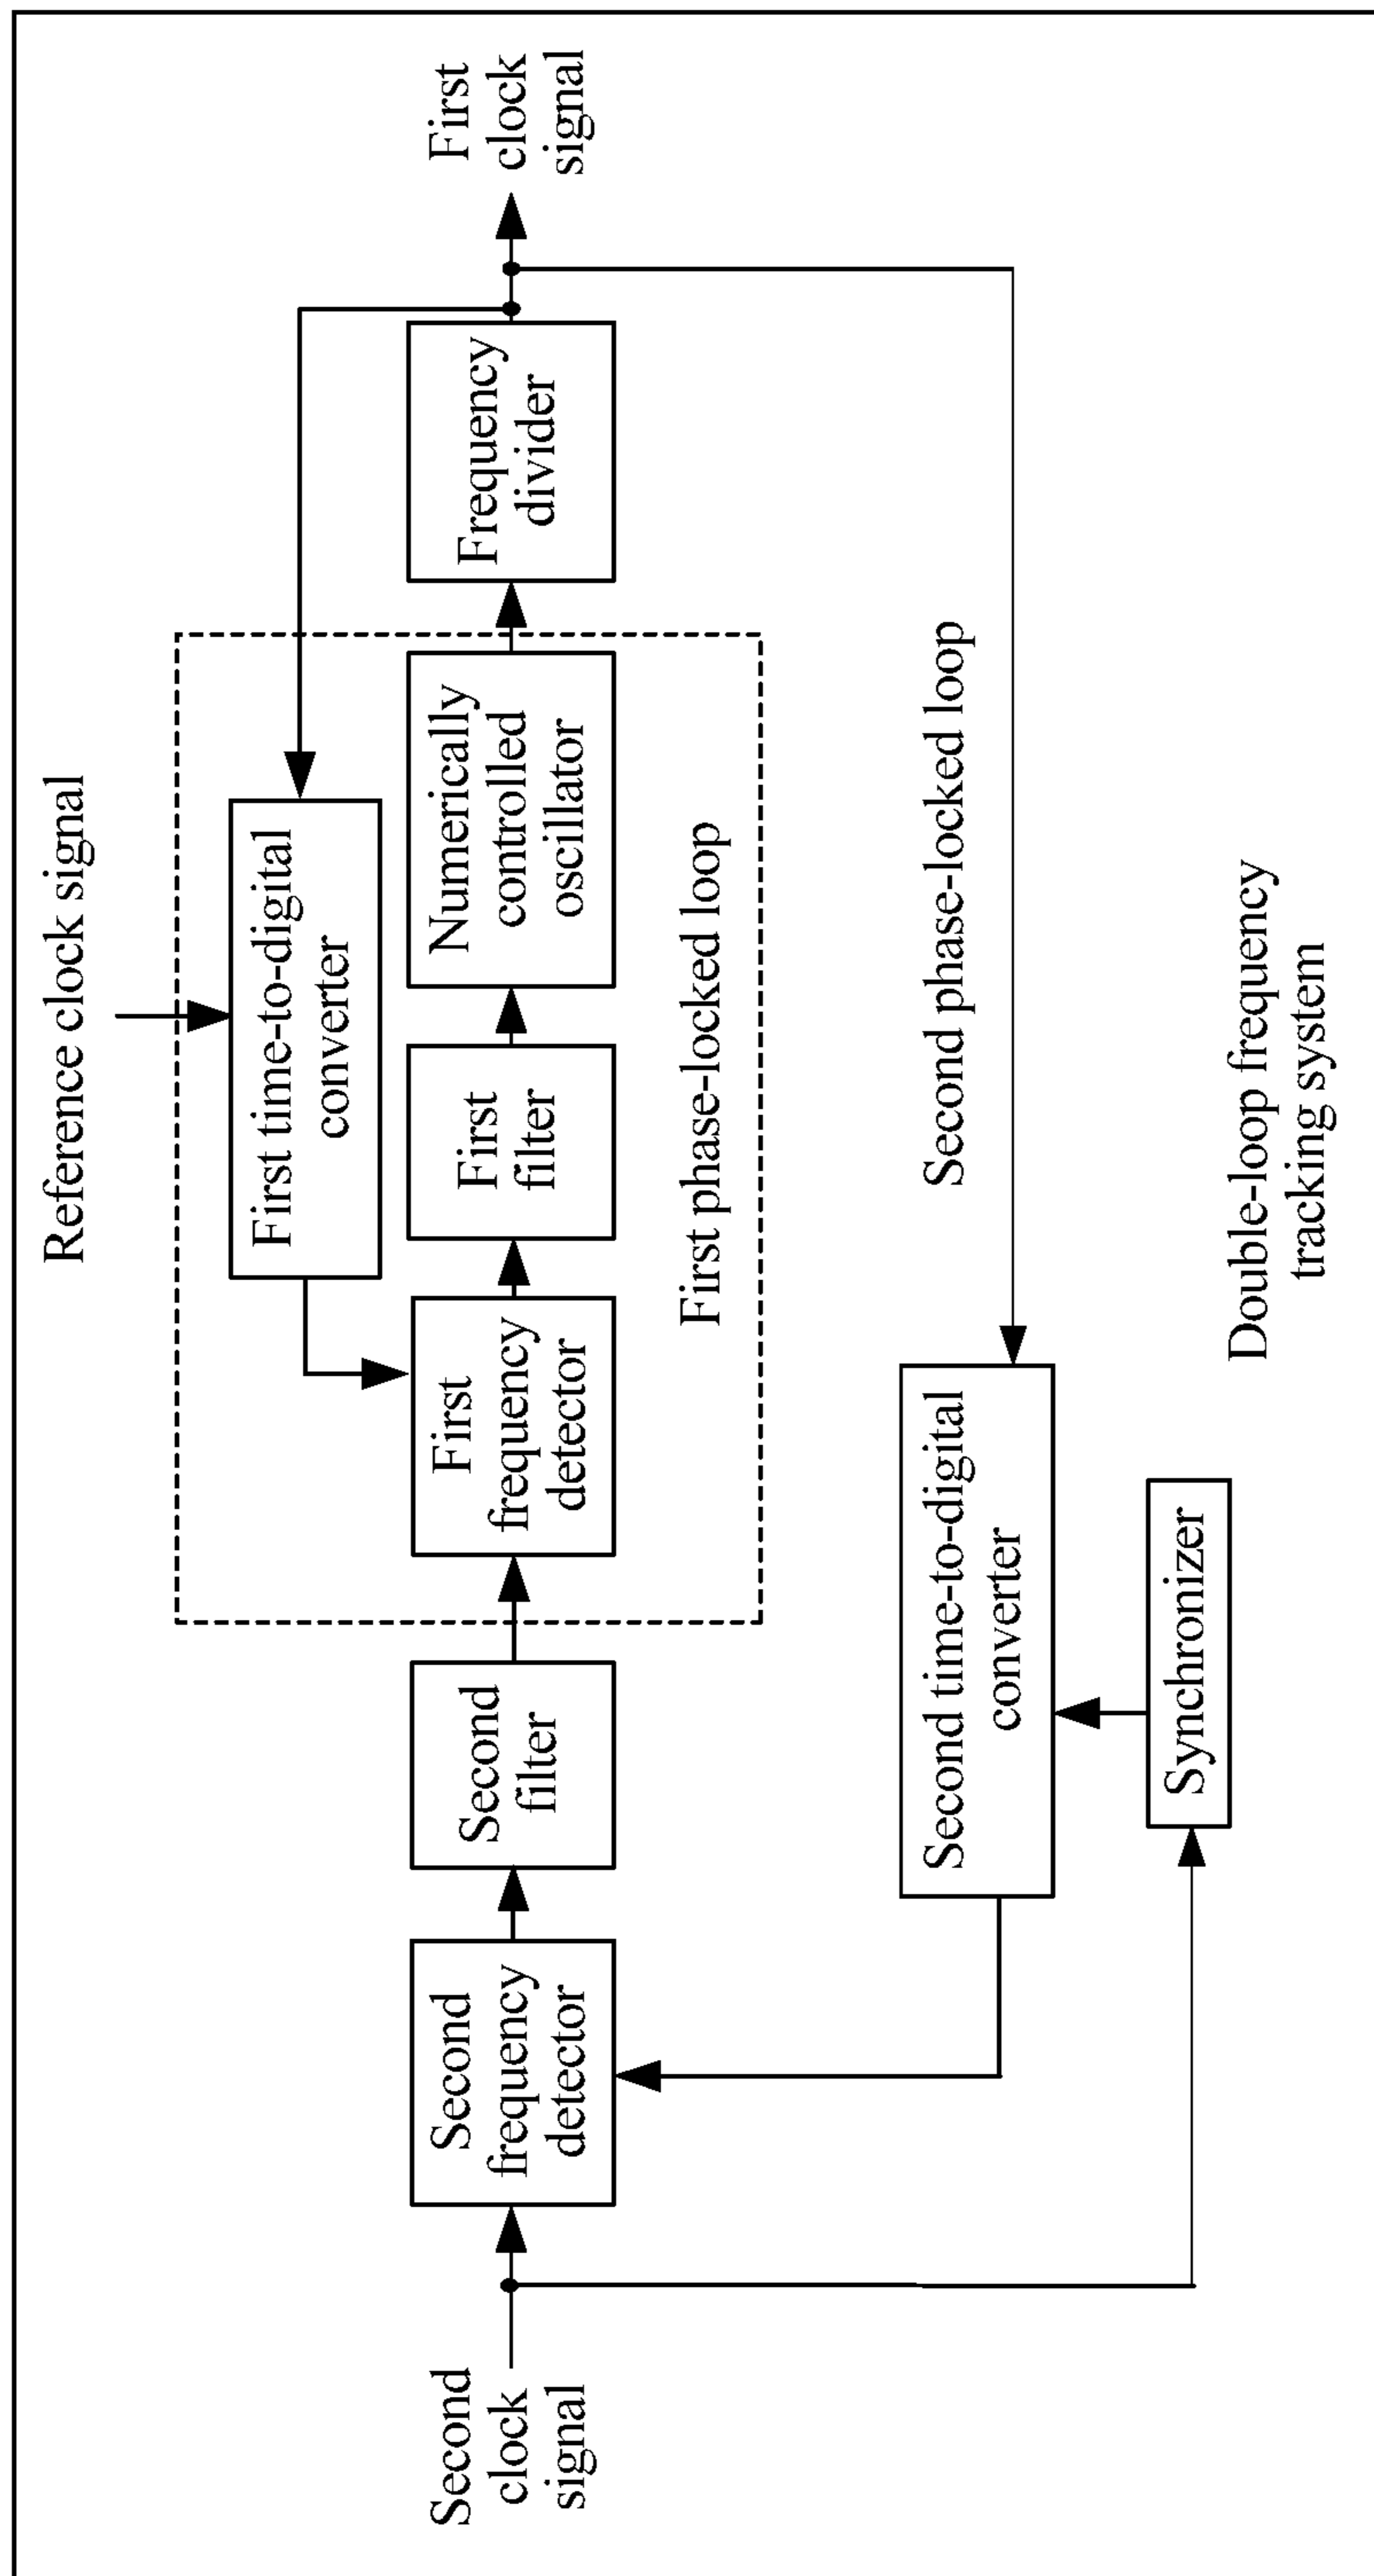 Reference clock signal
First time-to-digital
converter
Second
clock
signal
Second
frequency
detector
Second
filter
First
frequency
detector
First
filter
Numerically
controlled
oscillator
Frequency
divider
First
clock
signal
First phase-locked loop
Second phase-locked loop
Second time-to-digital
converter
Synchronizer
Double-loop frequency
tracking system